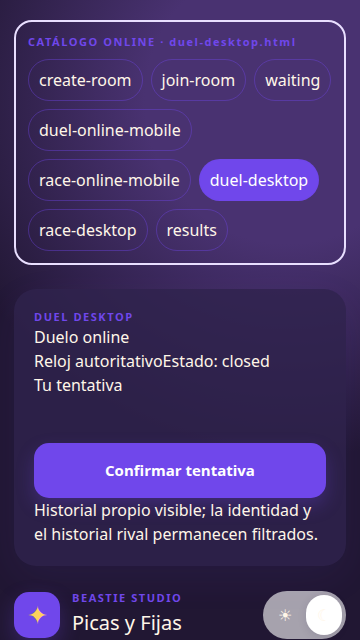 CATÁLOGO ONLINE · duel-desktop.html
create-room join-room waiting
duel-online-mobile
race-online-mobile duel-desktop
race-desktop results
DUEL DESKTOP
Duelo online
Reloj autoritativoEstado: closed
Tu tentativa
Confirmar tentativa
Historial propio visible; la identidad y
el historial rival permanecen filtrados.
BEASTIE STUDIO
Picas y Fijas